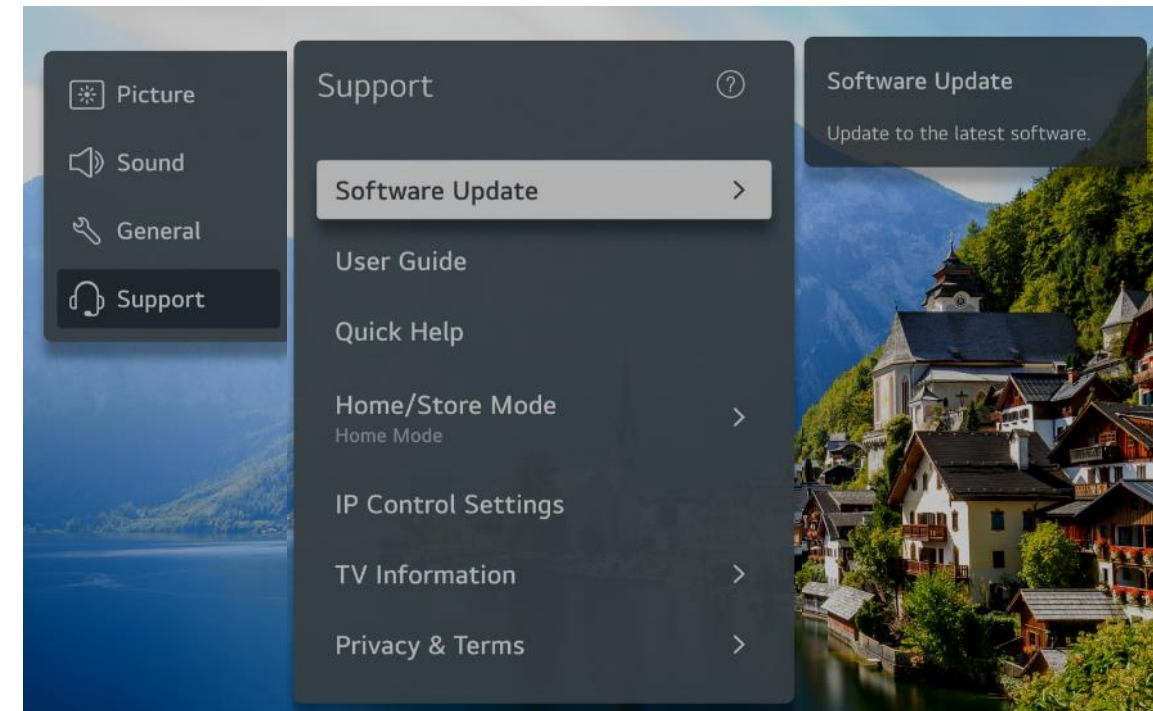 Picture
Sound
General
Support
Support
Software Update
User Guide
Quick Help
Home/Store Mode
Home Mode
IP Control Settings
TV Information
Privacy & Terms
Software Update
Update to the latest software.